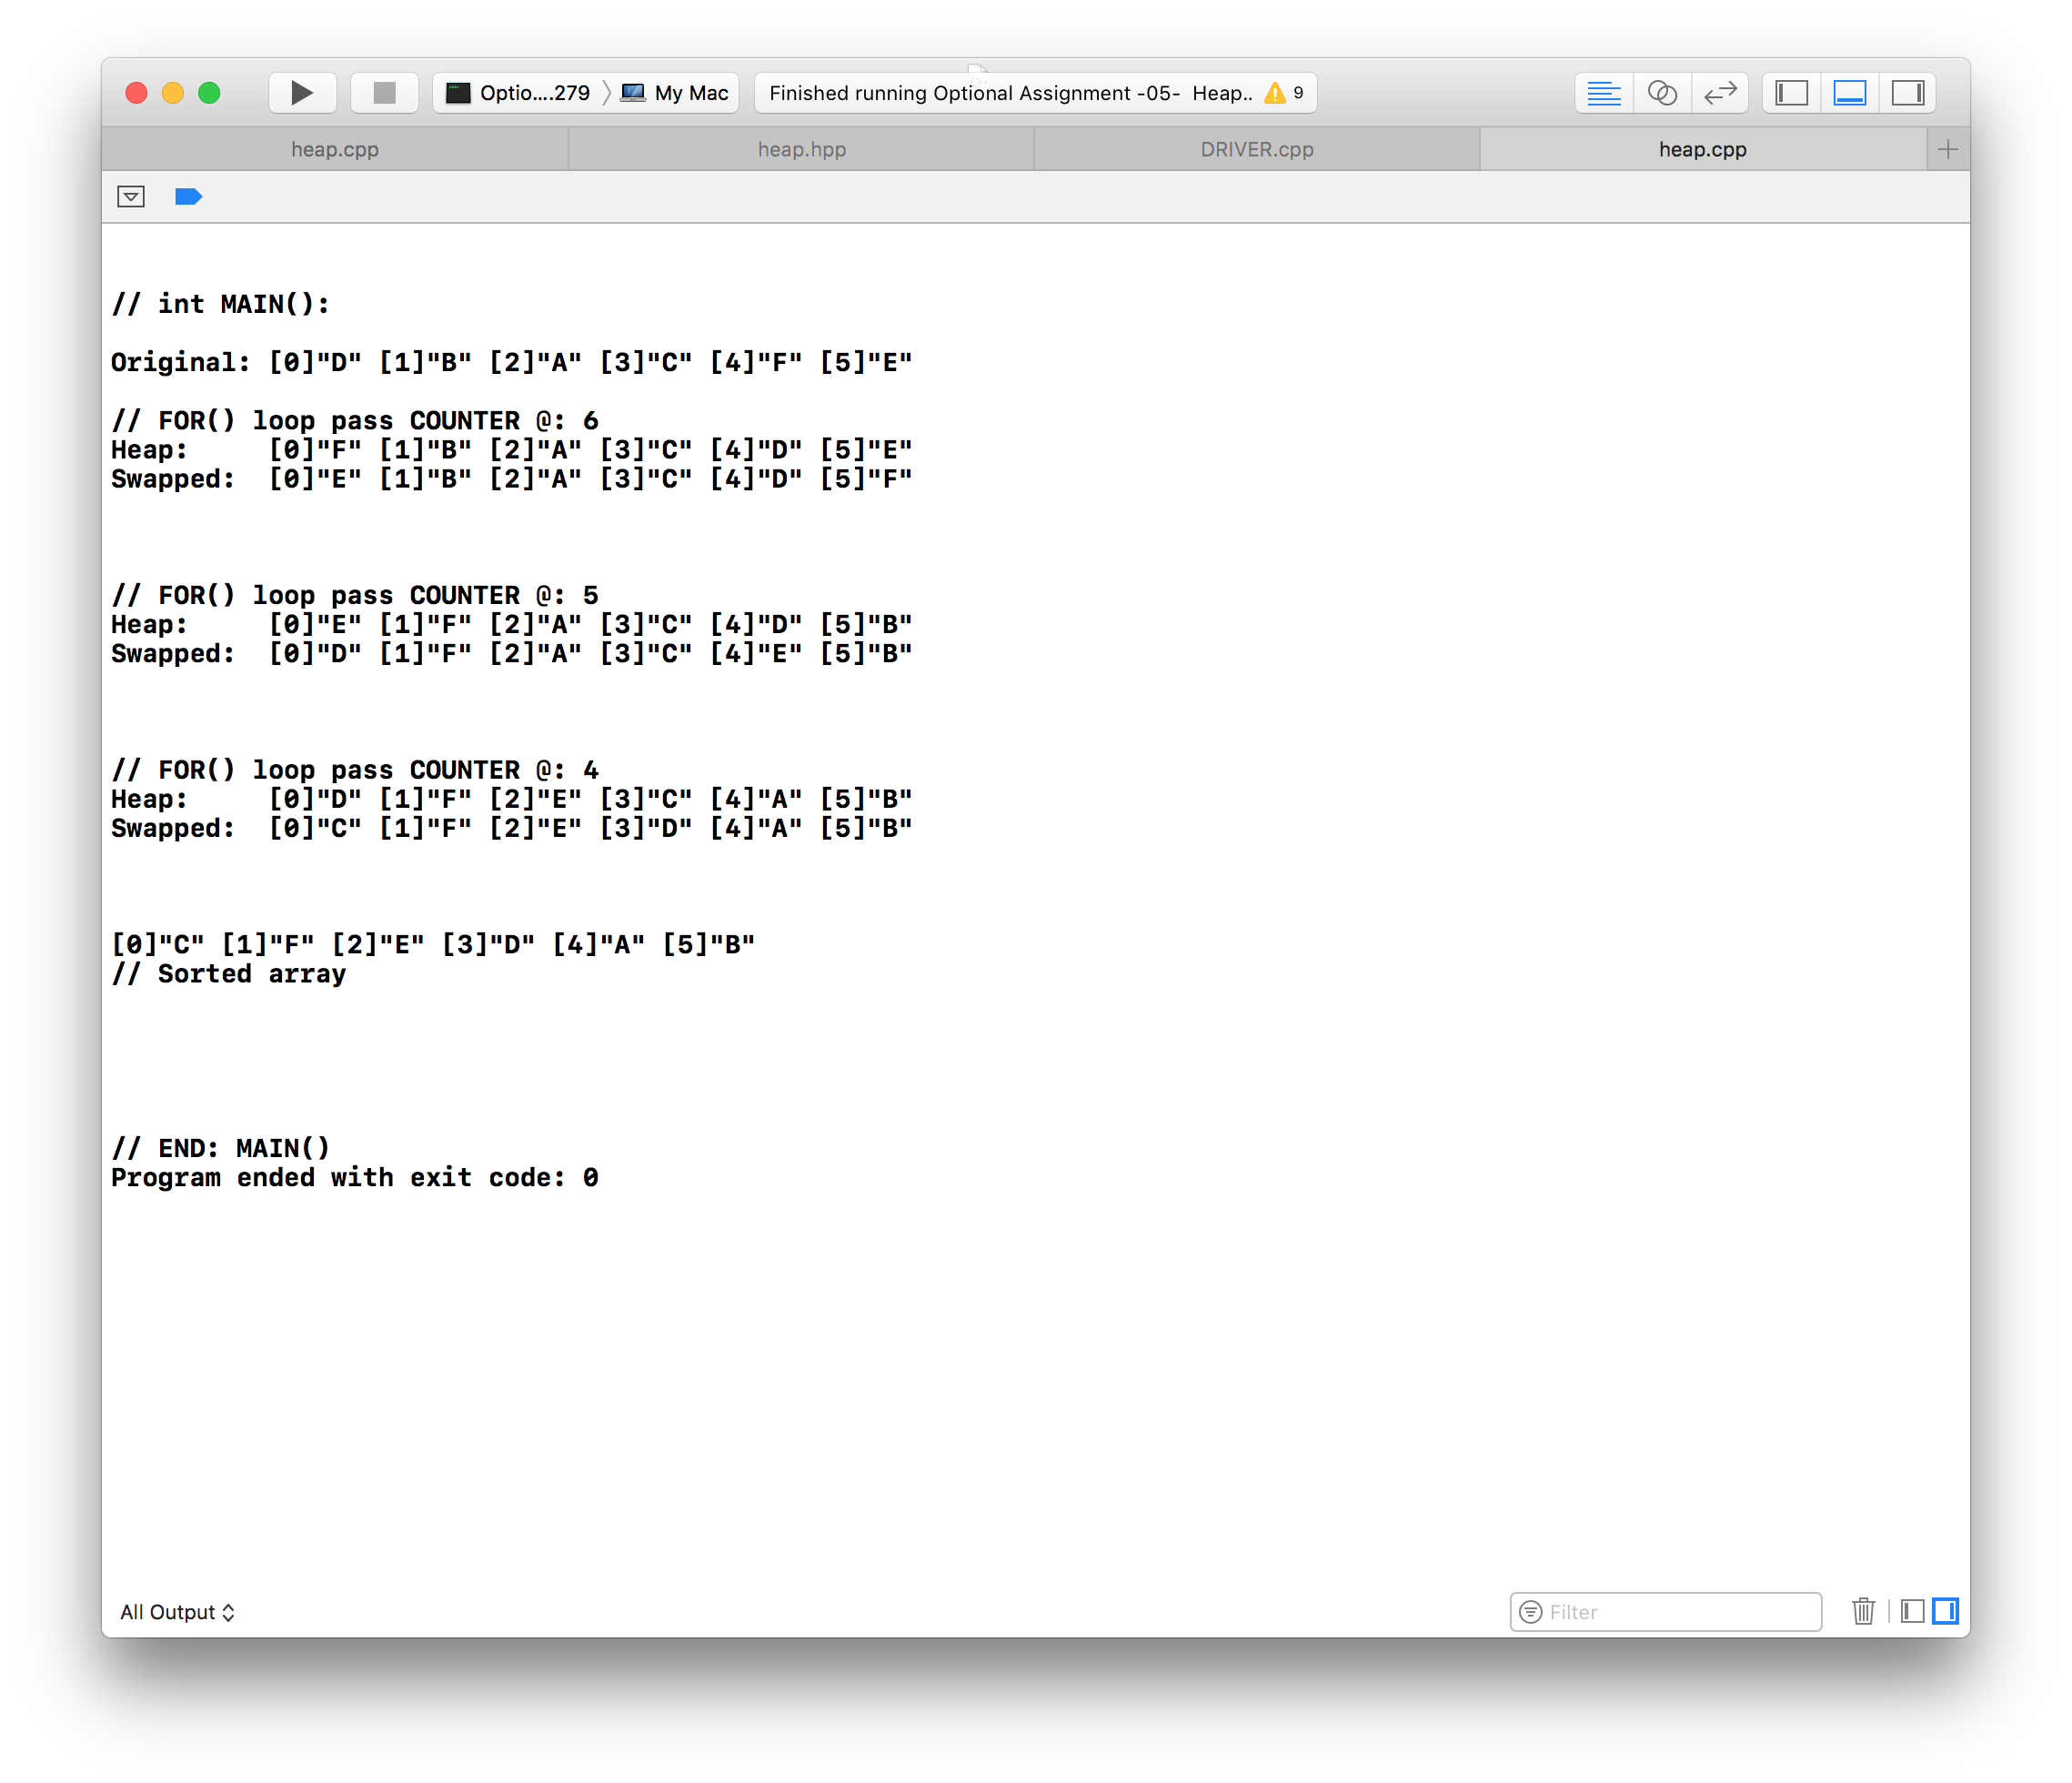 Optio....279 My Mac Finished running Optional Assignment -05- Heap.. 9
heap.cpp heap.hpp DRIVER.cpp heap.cpp
// int MAIN():
Original: [0]"D" [1]"B" [2]"A" [3]"C" [4]"F" [5]"E"
// FOR() loop pass COUNTER @: 6
Heap:     [0]"F" [1]"B" [2]"A" [3]"C" [4]"D" [5]"E"
Swapped:  [0]"E" [1]"B" [2]"A" [3]"C" [4]"D" [5]"F"
// FOR() loop pass COUNTER @: 5
Heap:     [0]"E" [1]"F" [2]"A" [3]"C" [4]"D" [5]"B"
Swapped:  [0]"D" [1]"F" [2]"A" [3]"C" [4]"E" [5]"B"
// FOR() loop pass COUNTER @: 4
Heap:     [0]"D" [1]"F" [2]"E" [3]"C" [4]"A" [5]"B"
Swapped:  [0]"C" [1]"F" [2]"E" [3]"D" [4]"A" [5]"B"
[0]"C" [1]"F" [2]"E" [3]"D" [4]"A" [5]"B"
// Sorted array
// END: MAIN()
Program ended with exit code: 0
All Output Filter